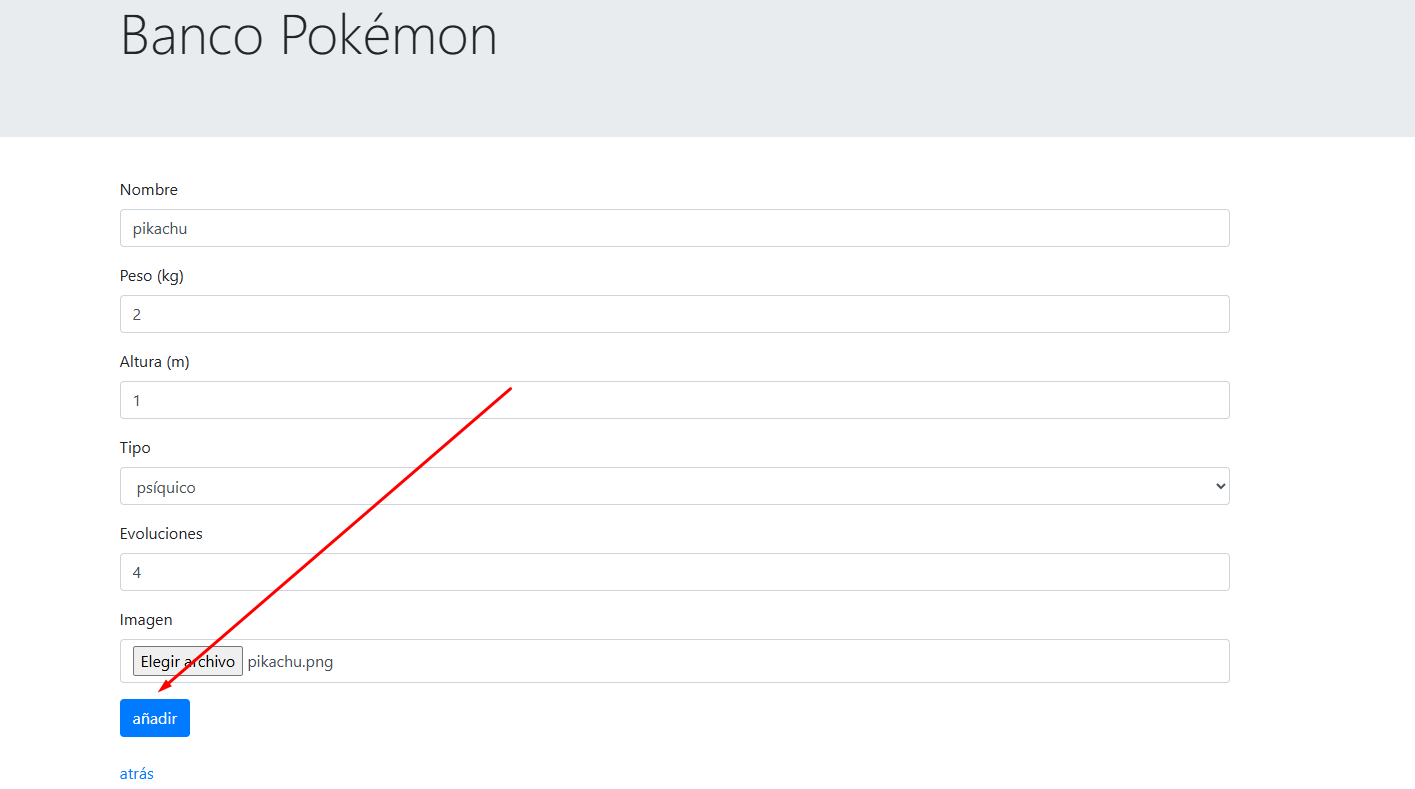 Banco Pokémon
Nombre
pikachu
Peso (kg)
2
Altura (m)
1
Tipo
psíquico
Evoluciones
4
Imagen
Elegir archivo pikachu.png
añadir
atrás